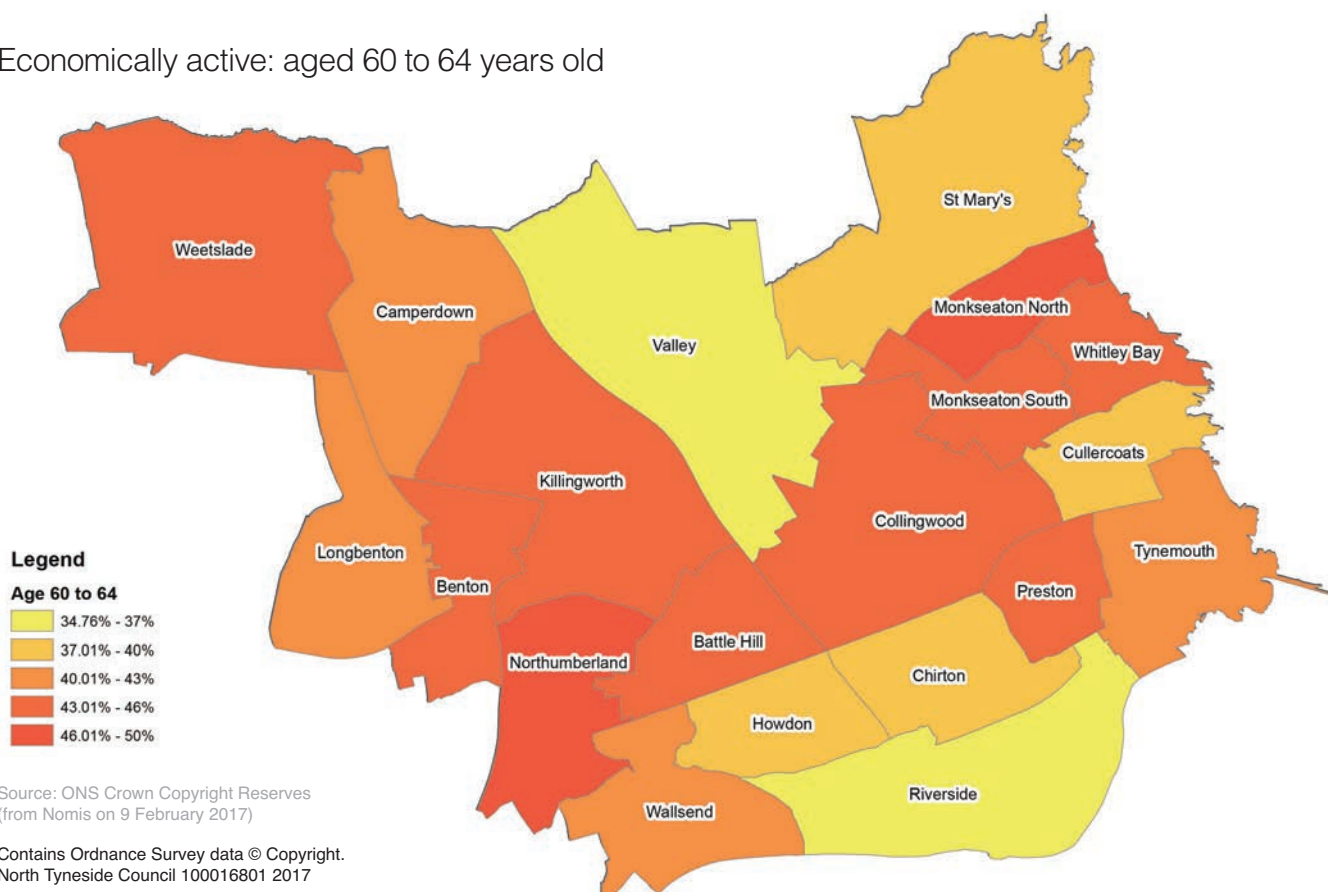 Economically active: aged 60 to 64 years old
St Mary's
Weetslade
Camperdown
Monkseaton North
Valley
Whitley Bay
Monkseaton South
Cullercoats
Killingworth
Collingwood
Longbenton
Tynemouth
Benton
Preston
Battle Hill
Northumberland
Chirton
Howdon
Riverside
Wallsend
Legend
Age 60 to 64
34.76% - 37%
37.01% - 40%
40.01% - 43%
43.01% - 46%
46.01% - 50%
Source: ONS Crown Copyright Reserves
(from Nomis on 9 February 2017)
Contains Ordnance Survey data © Copyright.
North Tyneside Council 100016801 2017